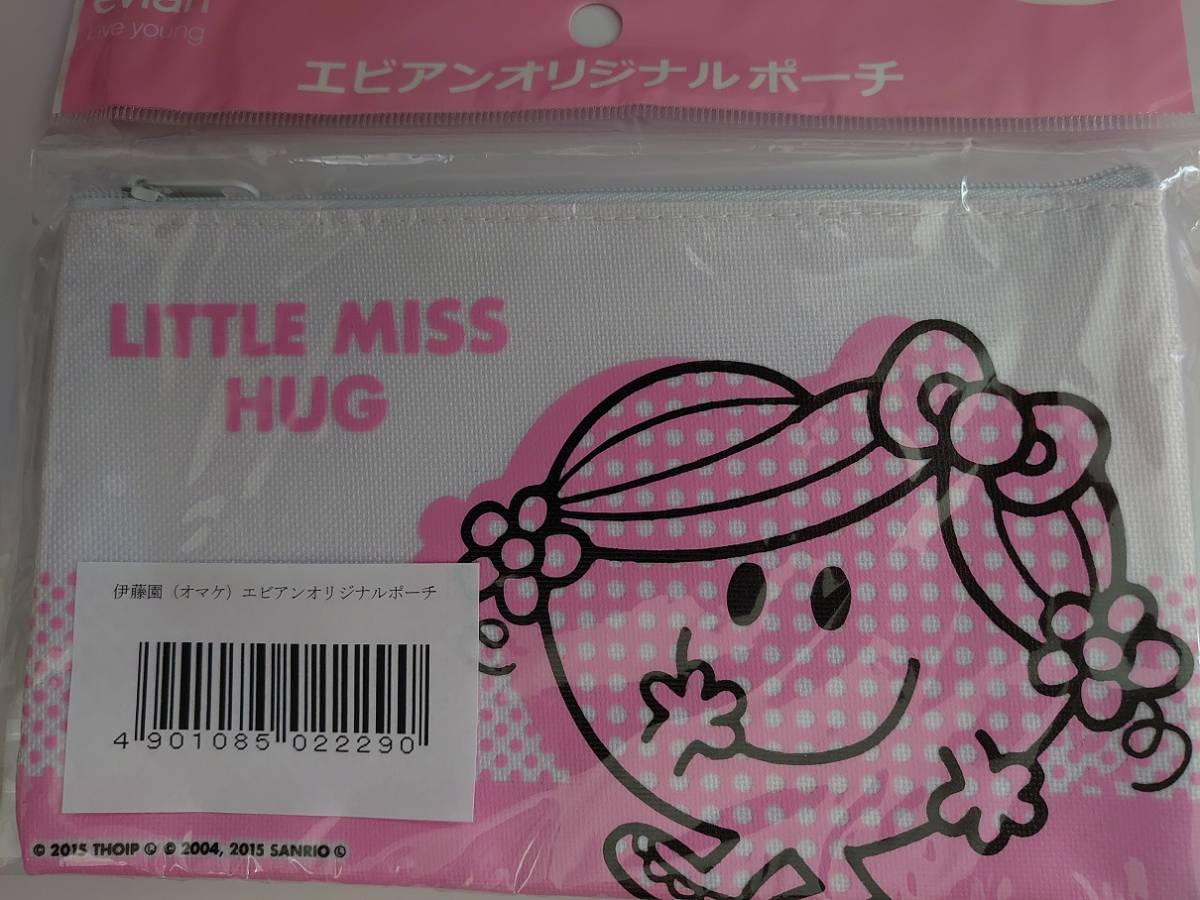 evian
Live young
エビアンオリジナルポーチ
LITTLE MISS
HUG
伊藤園（オマケ）エビアンオリジナルポーチ
4 901085 022290
© 2015 THOIP © © 2004, 2015 SANRIO ©